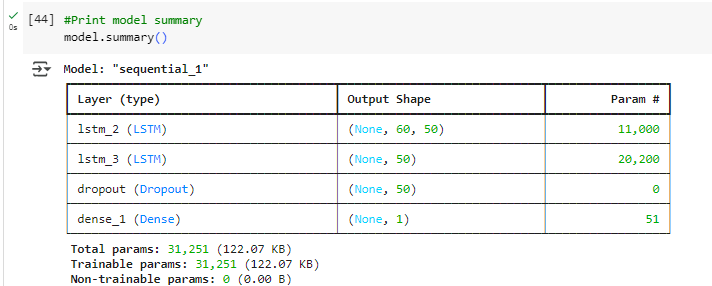 [44] #Print model summary
0s
model.summary()
Model: "sequential_1"
Layer (type) Output Shape Param #
lstm_2 (LSTM) (None, 60, 50) 11,000
lstm_3 (LSTM) (None, 50) 20,200
dropout (Dropout) (None, 50) 0
dense_1 (Dense) (None, 1) 51
Total params: 31,251 (122.07 KB)
Trainable params: 31,251 (122.07 KB)
Non-trainable params: 0 (0.00 B)